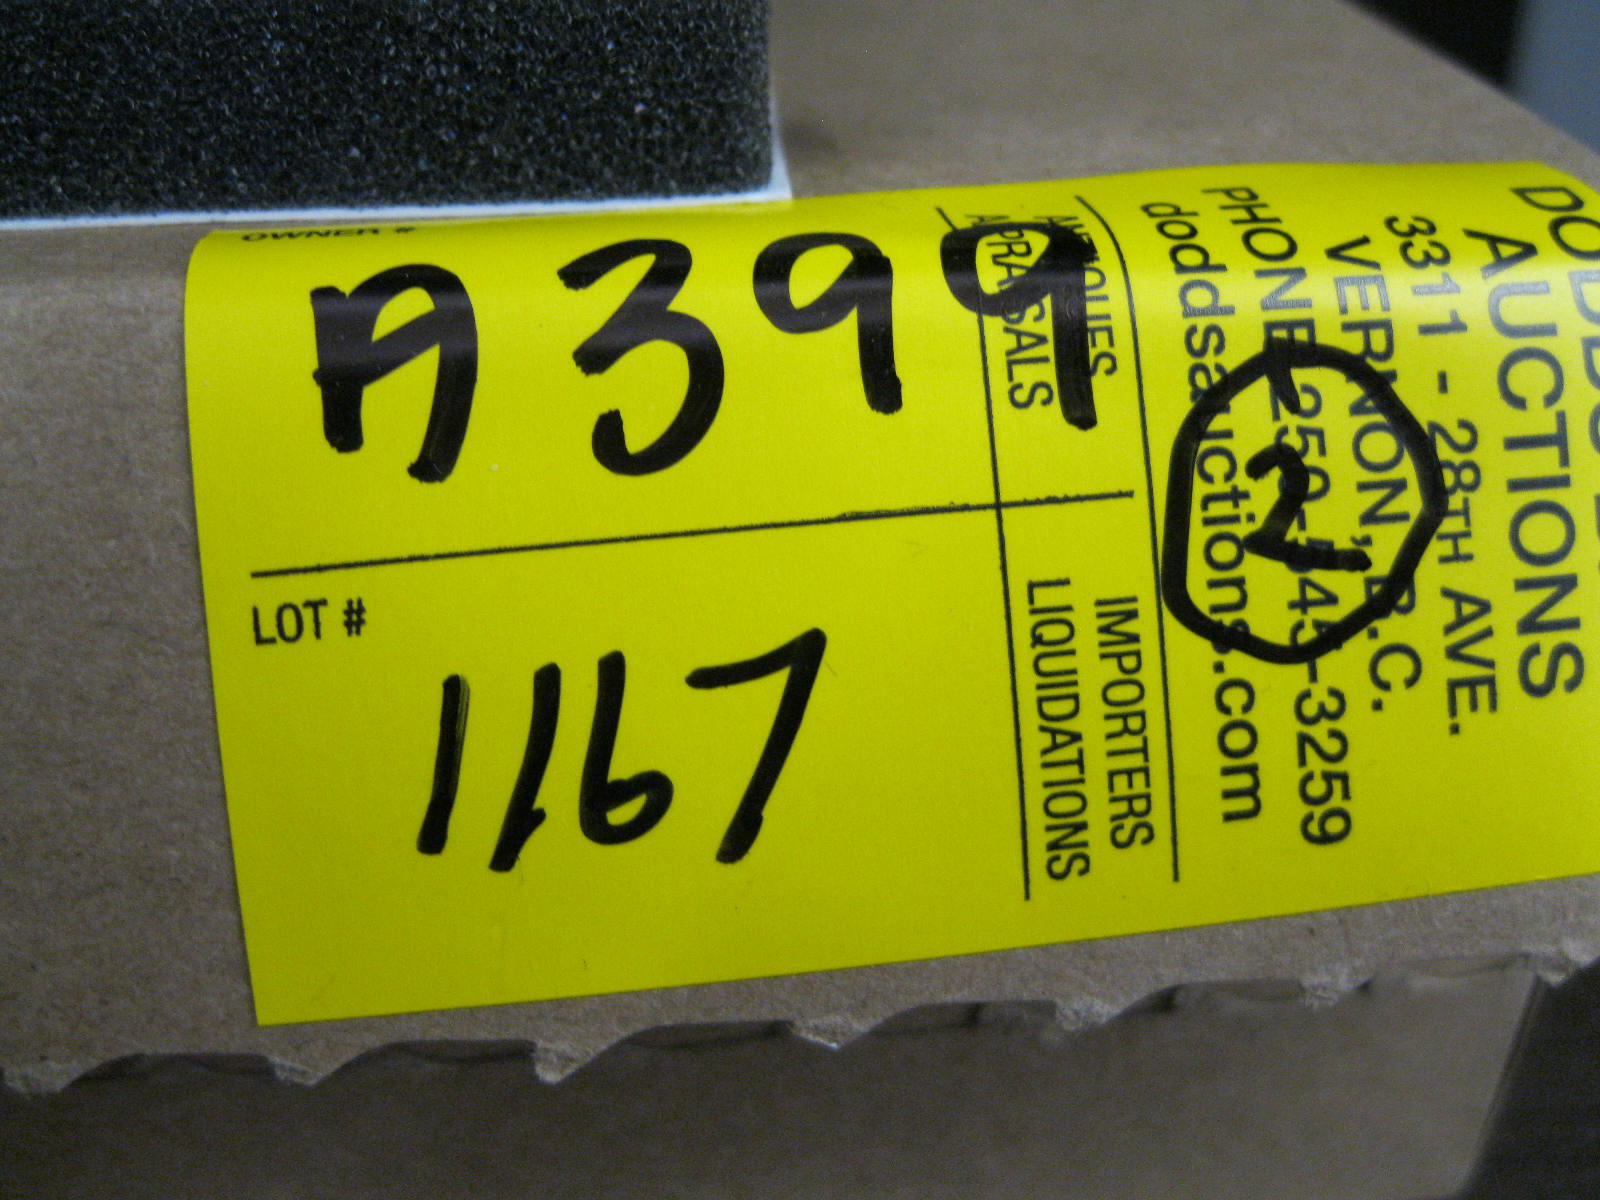 OWNER #
A399
LOT #
1167
ANTIQUES
APPRAISALS
IMPORTERS
LIQUIDATIONS
AUCTIONS
3311 - 28TH AVE.
VERNON, B.C.
PHONE 250-545-3259
doddsauctions.com
2